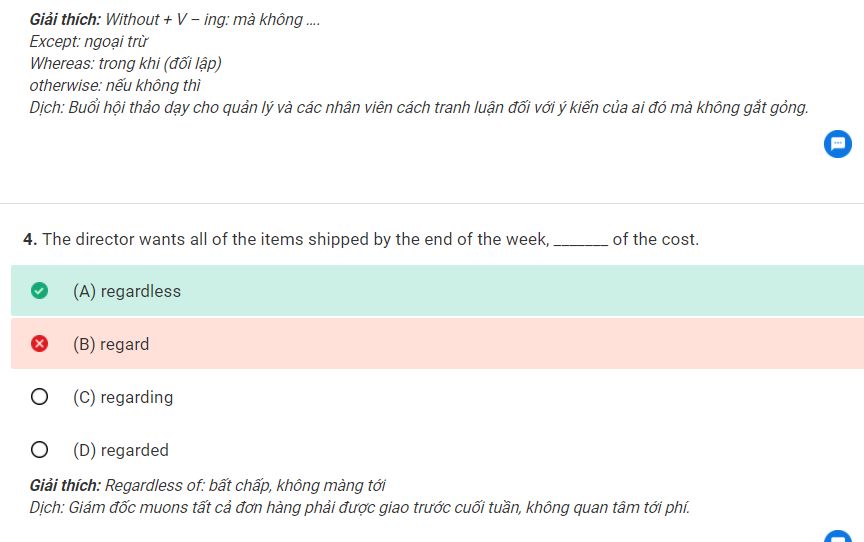 Giải thích: Without + V – ing: mà không ....
Except: ngoại trừ
Whereas: trong khi (đối lập)
otherwise: nếu không thì
Dịch: Buổi hội thảo dạy cho quản lý và các nhân viên cách tranh luận đối với ý kiến của ai đó mà không gắt gỏng.
4. The director wants all of the items shipped by the end of the week, _______ of the cost.
(A) regardless
(B) regard
(C) regarding
(D) regarded
Giải thích: Regardless of: bất chấp, không màng tới
Dịch: Giám đốc muons tất cả đơn hàng phải được giao trước cuối tuần, không quan tâm tới phí.